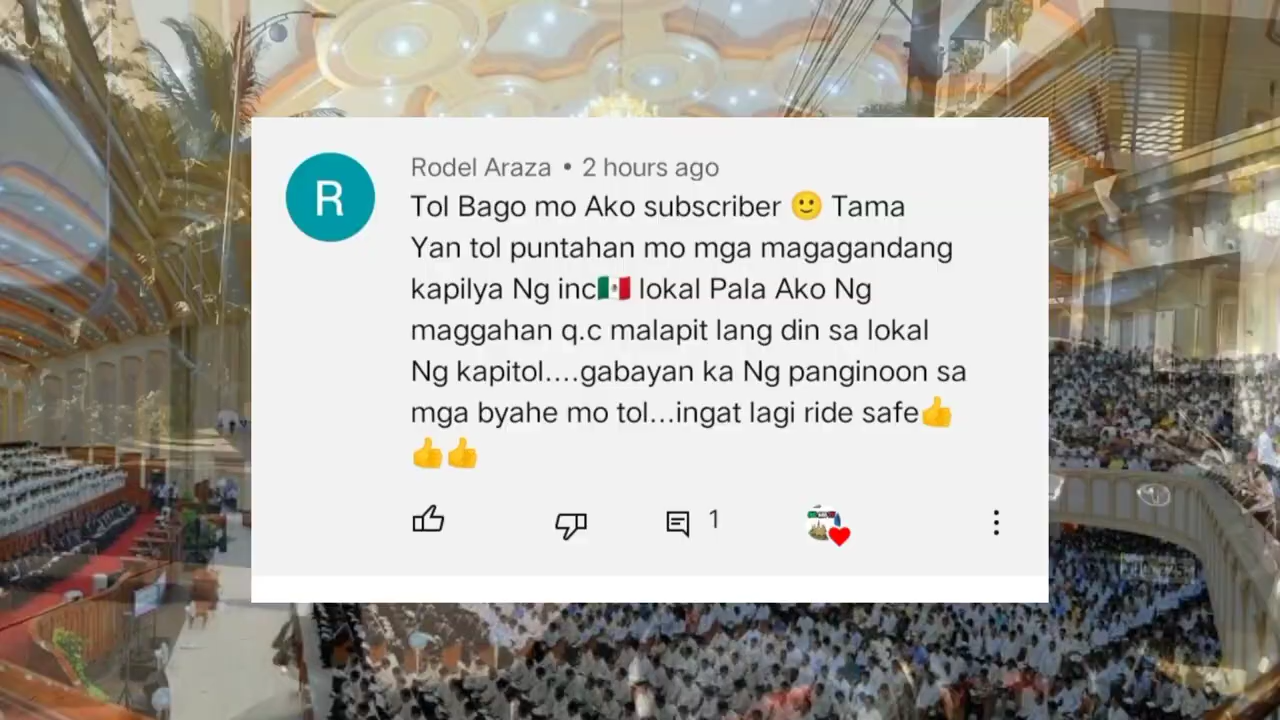 R
Rodel Araza • 2 hours ago
Tol Bago mo Ako subscriber 🙂 Tama
Yan tol puntahan mo mga magagandang
kapilya Ng inc🇲🇽 lokal Pala Ako Ng
maggahan q.c malapit lang din sa lokal
Ng kapitol....gabayan ka Ng panginoon sa
mga byahe mo tol...ingat lagi ride safe👍
👍👍
1